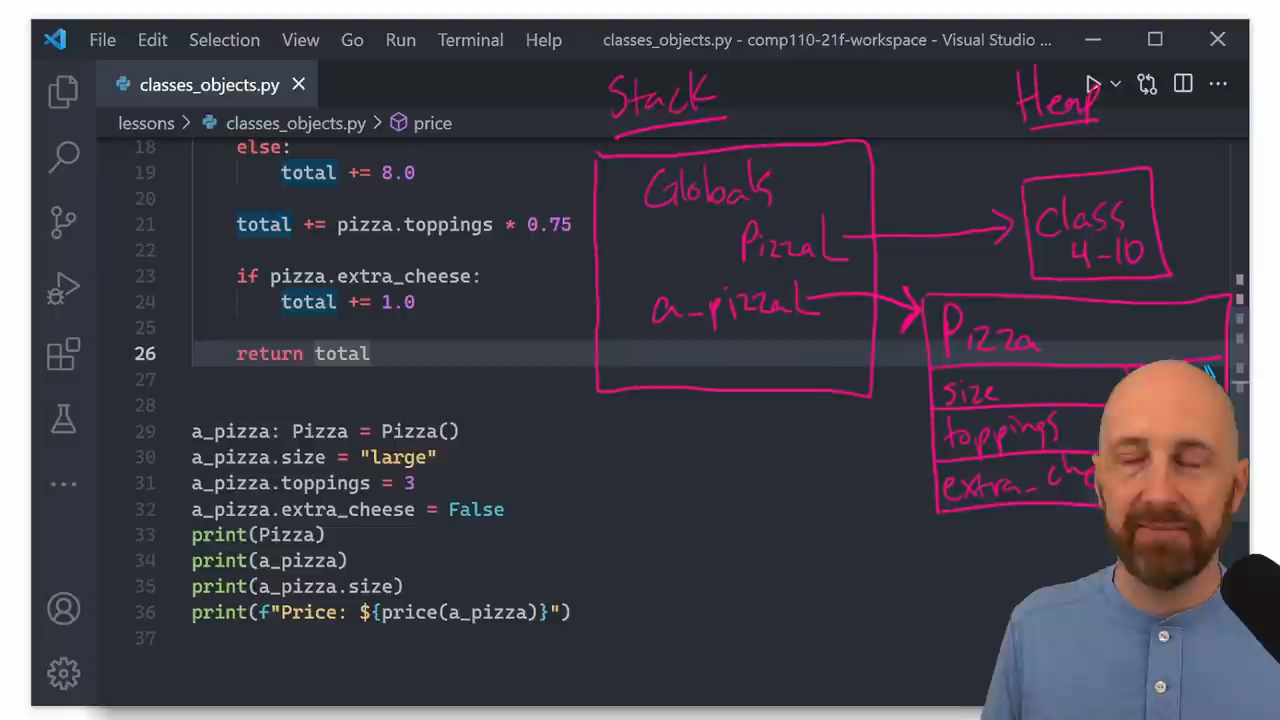 File Edit Selection View Go Run Terminal Help classes_objects.py - comp110-21f-workspace - Visual Studio ...
classes_objects.py
lessons > classes_objects.py > price
18 else:
19 total += 8.0
20
21 total += pizza.toppings * 0.75
22
23 if pizza.extra_cheese:
24 total += 1.0
25
26 return total
27
28
29 a_pizza: Pizza = Pizza()
30 a_pizza.size = "large"
31 a_pizza.toppings = 3
32 a_pizza.extra_cheese = False
33 print(Pizza)
34 print(a_pizza)
35 print(a_pizza.size)
36 print(f"Price: ${price(a_pizza)}")
37
Stack
Globals
Pizza
a_pizza
Heap
Class
4-10
Pizza
size
toppings
extra_che